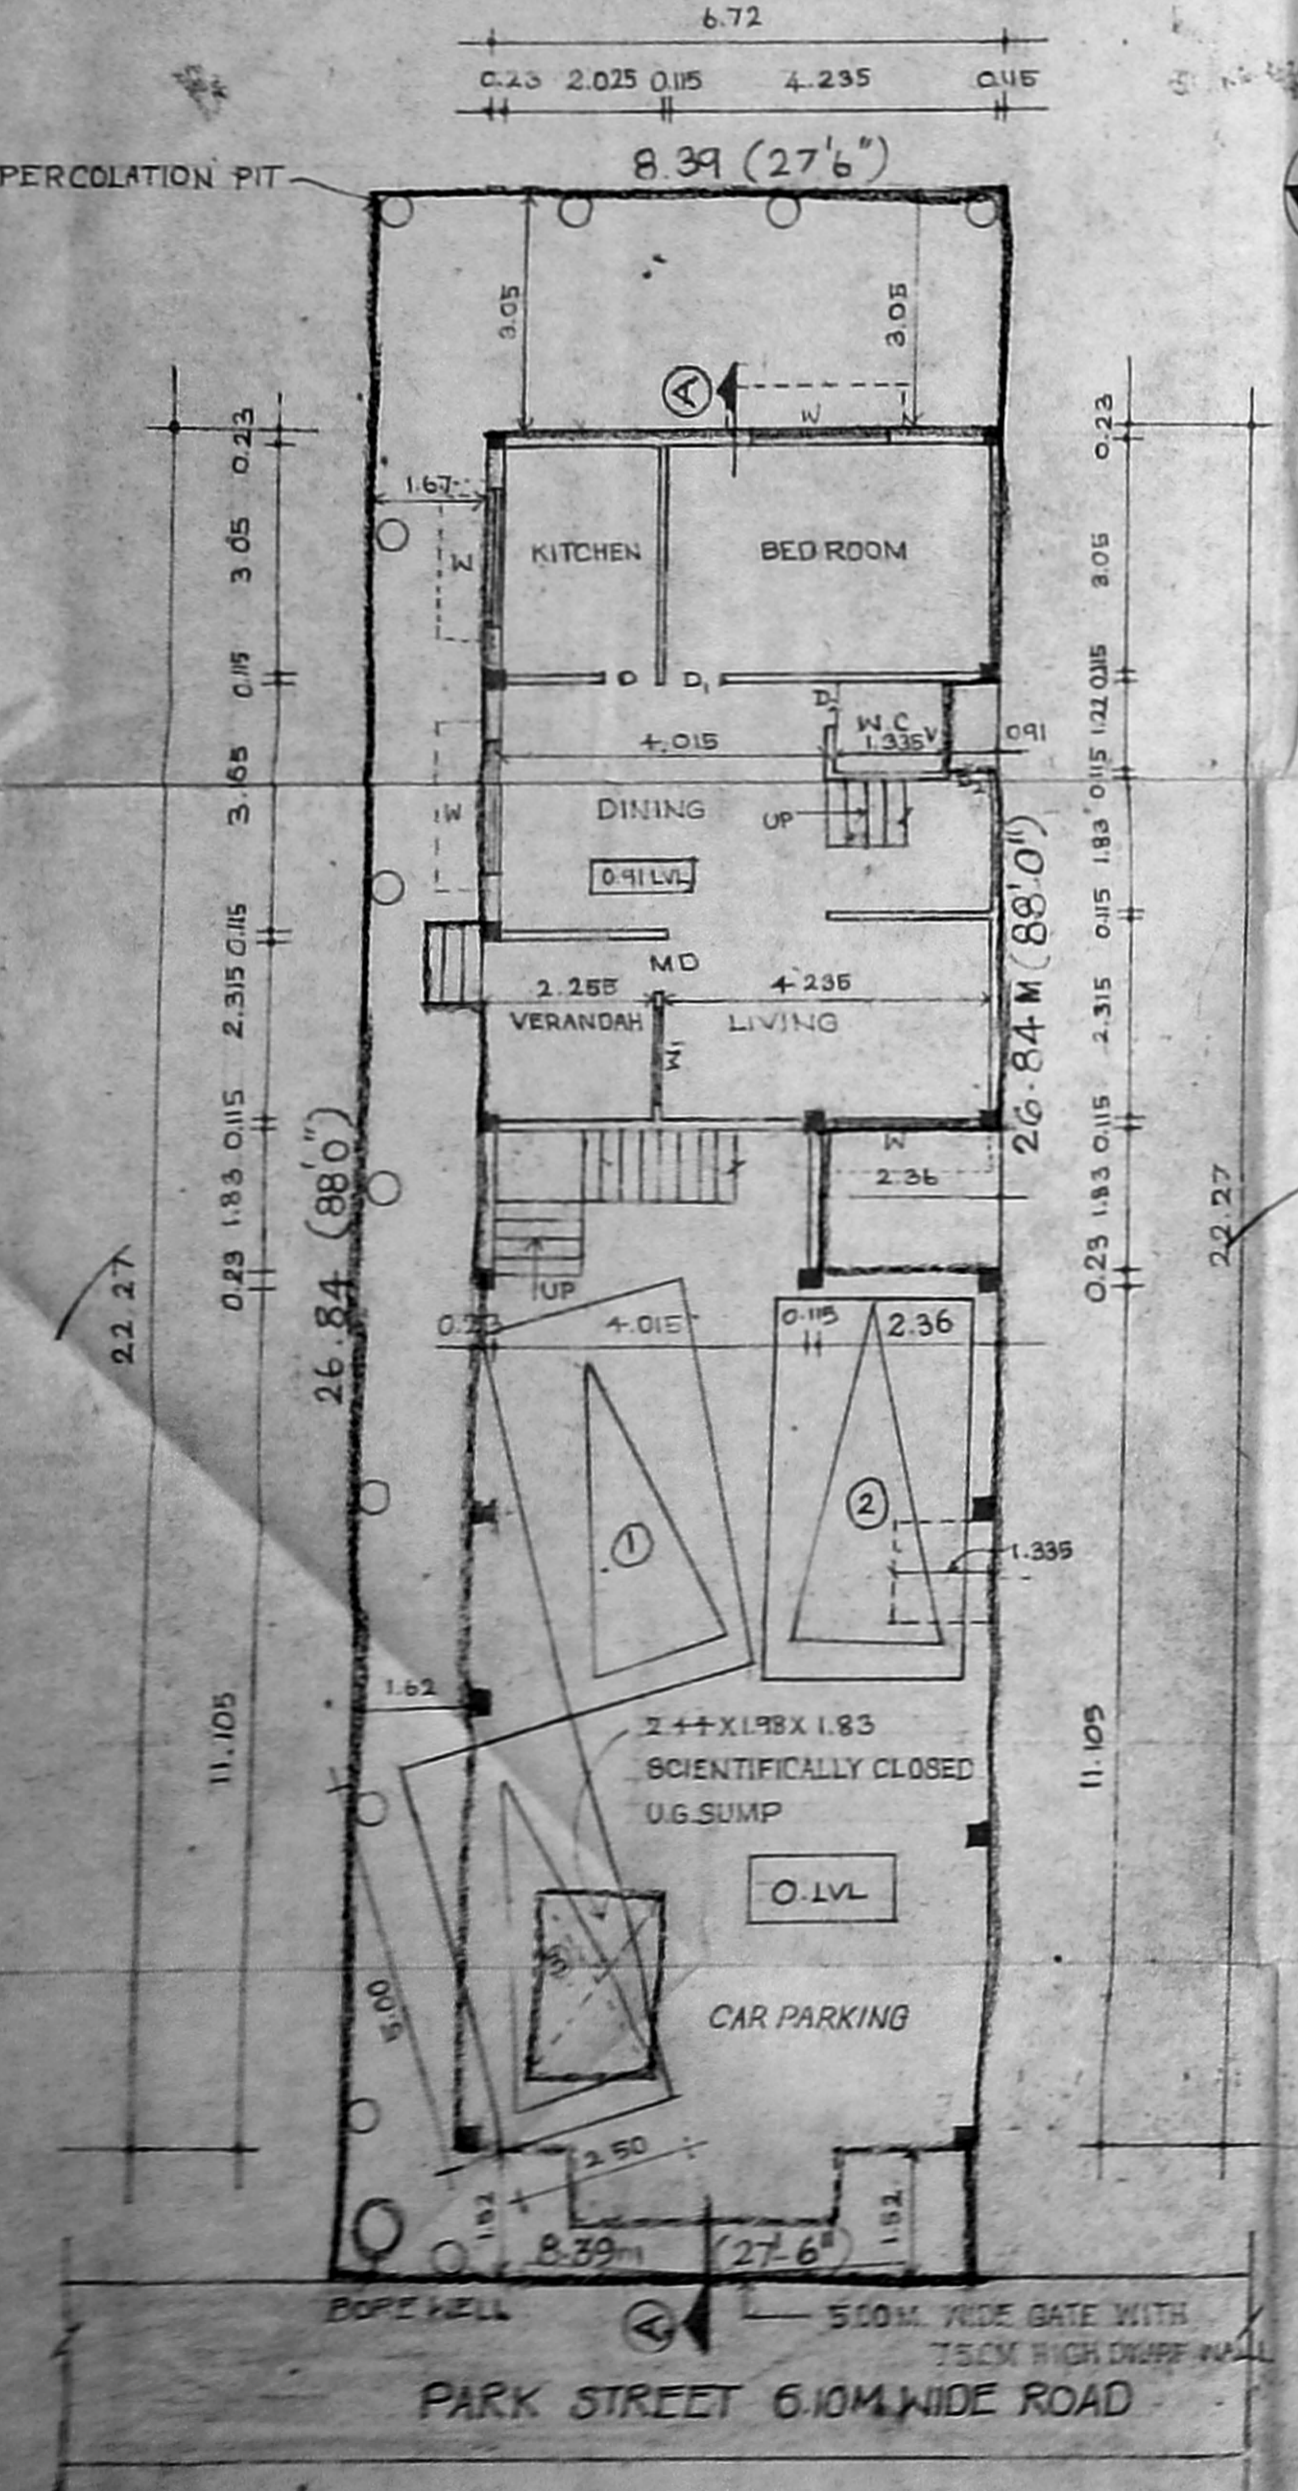 6.72
0.23 2.025 0.115 4.235 0.115
8.39 (27'6")
PERCOLATION PIT
3.05
3.05
A
W
0.23
0.23
1.67
3.05
W
KITCHEN
BED ROOM
3.05
0.115
D
D1
0.115
D
W.C
1.22
4.015
1.335
V
0.91
3.165
W
DINING
UP
0.115
0.91 LVL
1.83
26.84 M (88'0")
0.115
0.115
MD
2.255
4.235
2.315
VERANDAH
LIVING
2.315
W1
0.115
W
0.115
26.84 (88'0")
1.83
2.36
1.83
22.27
22.27
0.23
UP
0.23
0.23
4.015
0.115
2.36
1
2
1.335
11.105
1.62
11.105
2.44 X 1.98 X 1.83
SCIENTIFICALLY CLOSED
U.G.SUMP
0.LVL
5.00
CAR PARKING
2.50
1.52
1.52
8.39m (27'-6")
BORE WELL
A
5.00 M. WIDE GATE WITH
75CM HIGH DWARF WALL
PARK STREET 6.10M.WIDE ROAD